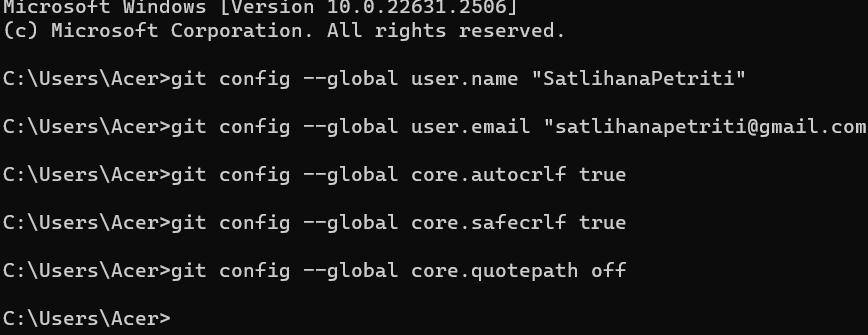 Microsoft Windows [Version 10.0.22631.2506]
(c) Microsoft Corporation. All rights reserved.
C:\Users\Acer>git config --global user.name "SatlihanaPetriti"
C:\Users\Acer>git config --global user.email "satlihanapetriti@gmail.com
C:\Users\Acer>git config --global core.autocrlf true
C:\Users\Acer>git config --global core.safecrlf true
C:\Users\Acer>git config --global core.quotepath off
C:\Users\Acer>